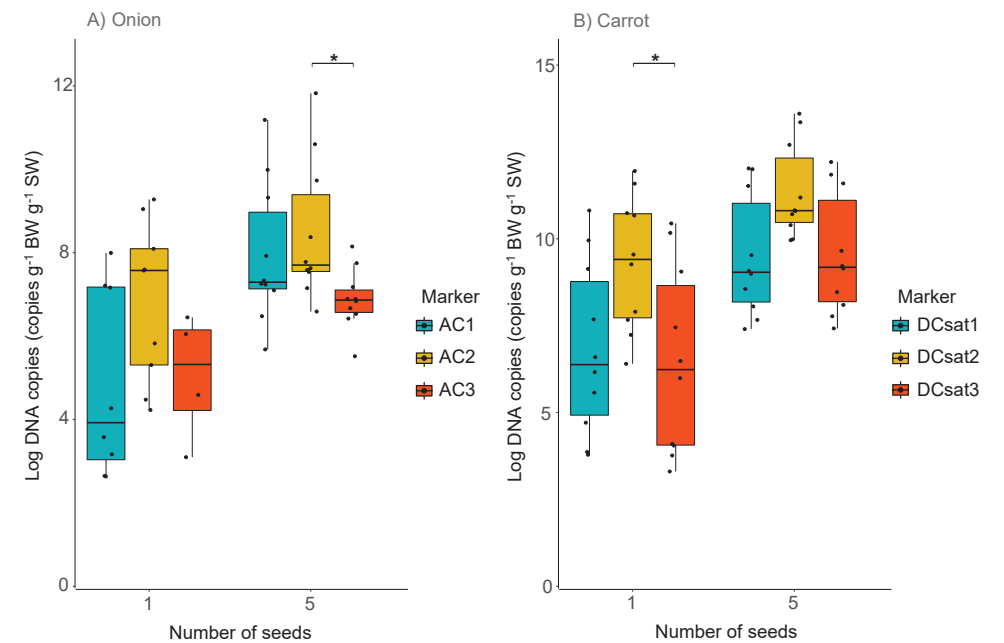 A) Onion
Log DNA copies (copies g⁻¹ BW g⁻¹ SW)
12
8
4
0
*
1
5
Number of seeds
Marker
AC1
AC2
AC3
B) Carrot
Log DNA copies (copies g⁻¹ BW g⁻¹ SW)
15
10
5
0
*
1
5
Number of seeds
Marker
DCsat1
DCsat2
DCsat3